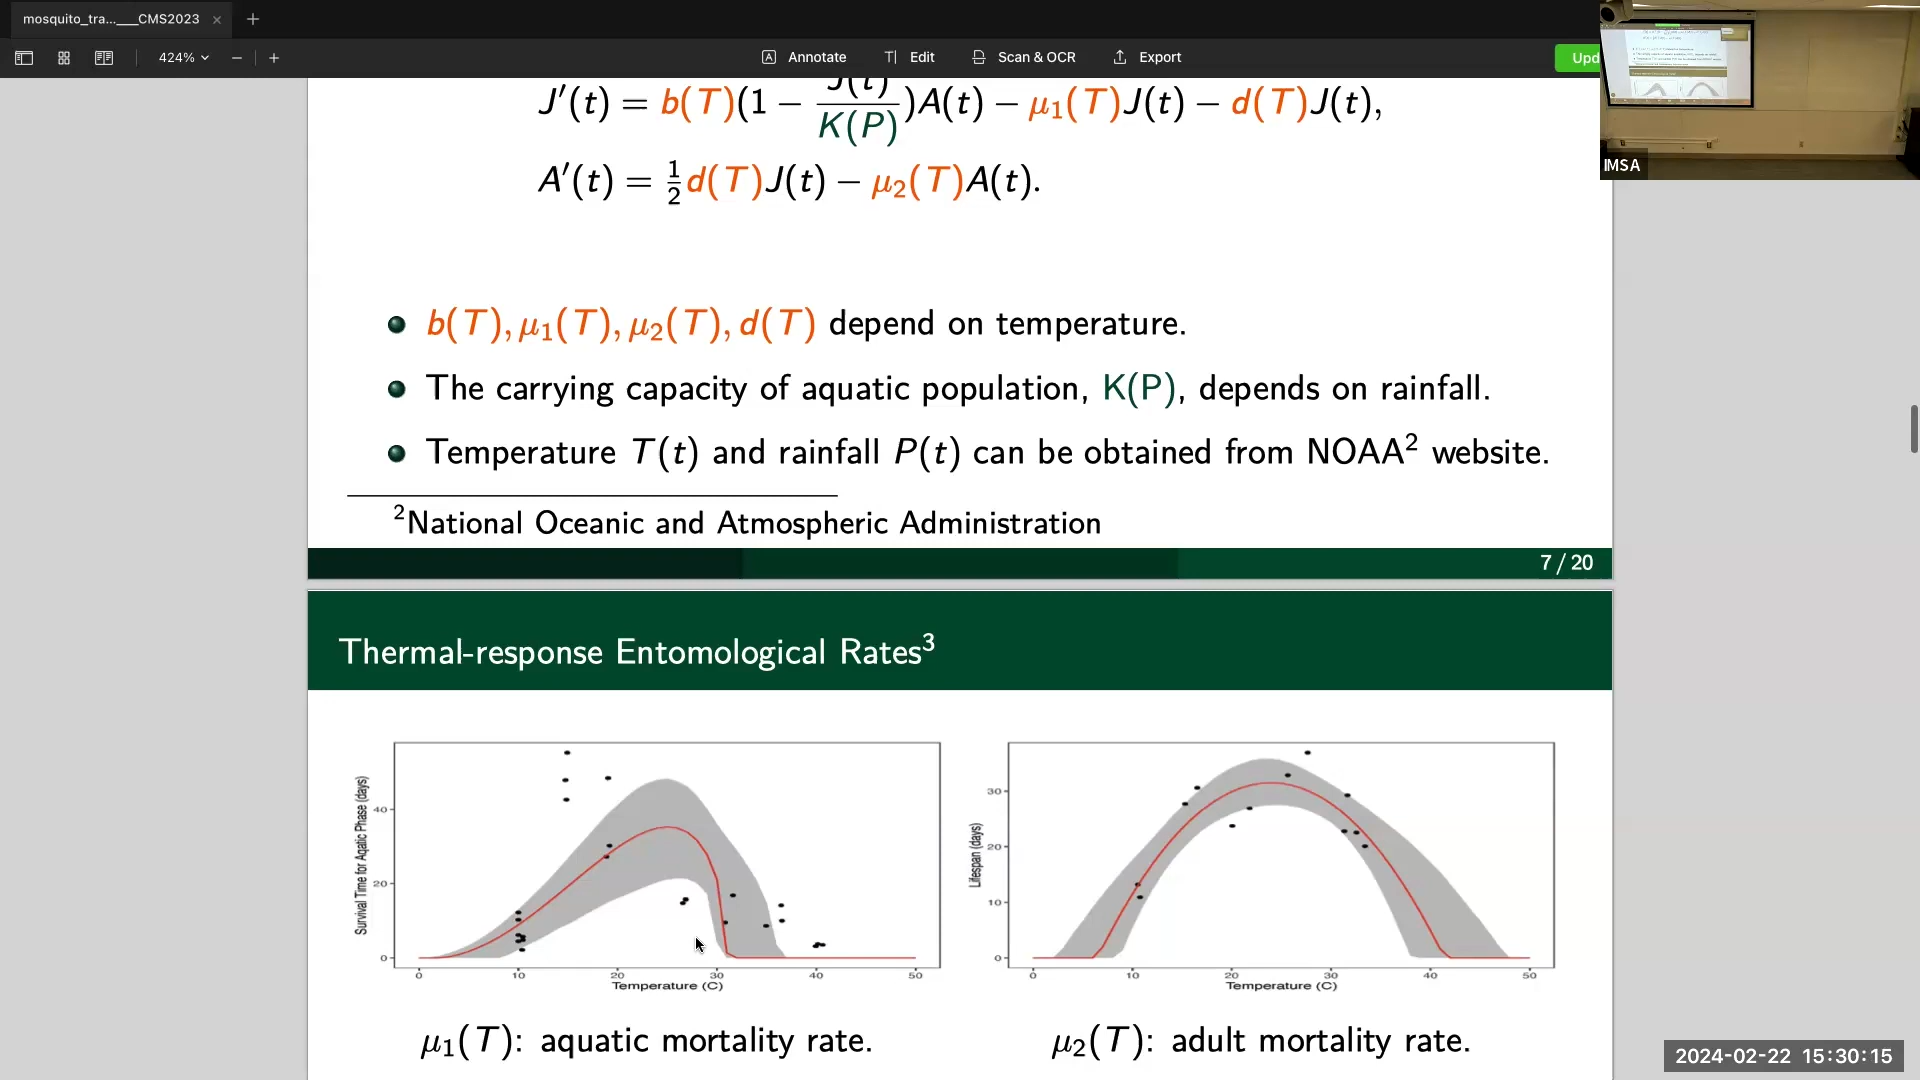 mosquito_tra...___CMS2023
424%
Annotate
Edit
Scan & OCR
Export
Upd
IMSA
J′(t) = b(T)(1 − J(t)/K(P))A(t) − μ₁(T)J(t) − d(T)J(t),
A′(t) = ½d(T)J(t) − μ₂(T)A(t).
b(T), μ₁(T), μ₂(T), d(T) depend on temperature.
The carrying capacity of aquatic population, K(P), depends on rainfall.
Temperature T(t) and rainfall P(t) can be obtained from NOAA² website.
²National Oceanic and Atmospheric Administration
7 / 20
Thermal-response Entomological Rates³
Survival Time for Aqatic Phase (days)
40
20
0
0 10 20 30 40 50
Temperature (C)
Lifespan (days)
30
20
10
0
0 10 20 30 40 50
Temperature (C)
μ₁(T): aquatic mortality rate.
μ₂(T): adult mortality rate.
2024-02-22 15:30:15